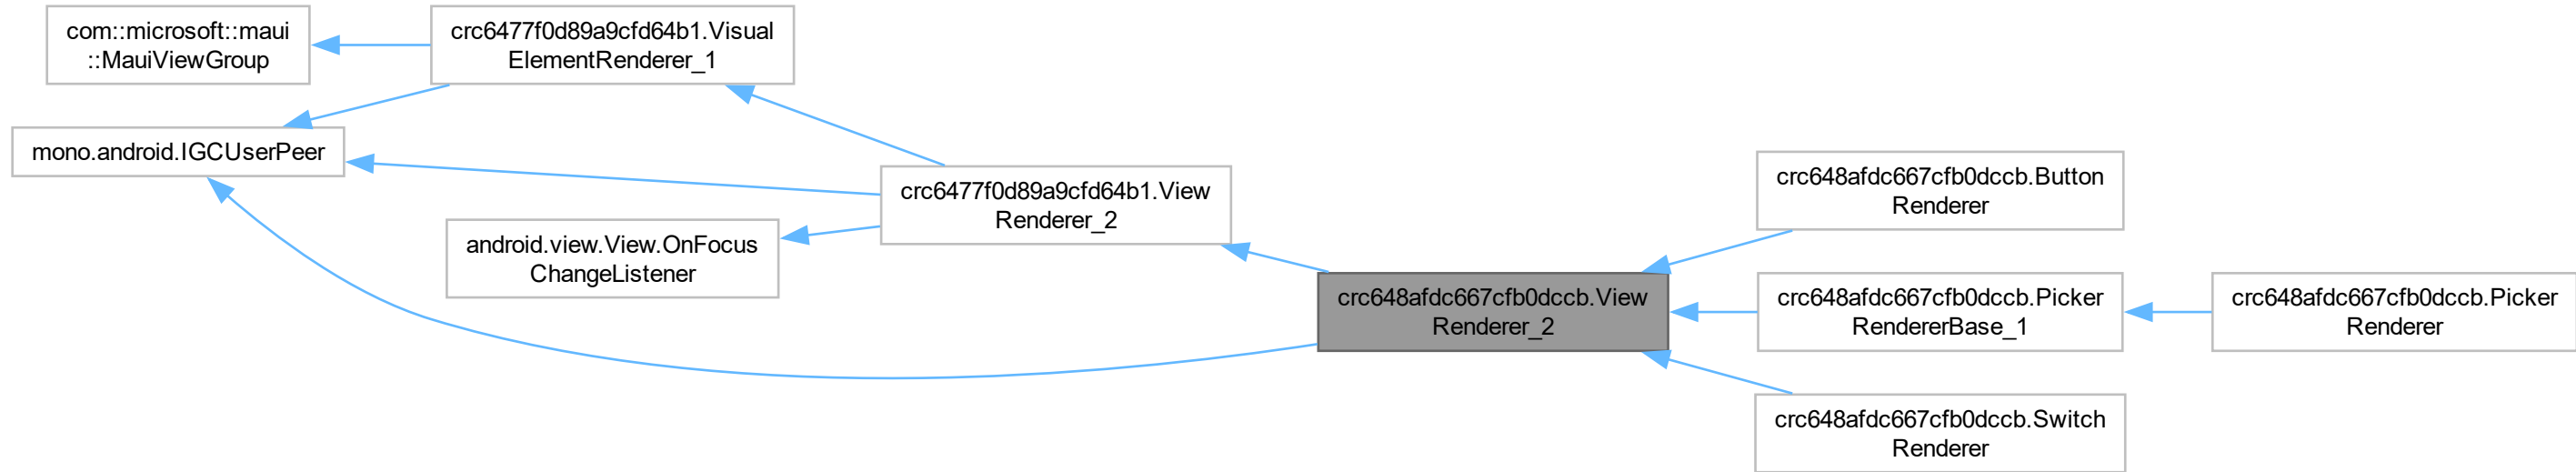 com::microsoft::maui
::MauiViewGroup
crc6477f0d89a9cfd64b1.Visual
ElementRenderer_1
mono.android.IGCUserPeer
crc6477f0d89a9cfd64b1.View
Renderer_2
android.view.View.OnFocus
ChangeListener
crc648afdc667cfb0dccb.View
Renderer_2
crc648afdc667cfb0dccb.Button
Renderer
crc648afdc667cfb0dccb.Picker
RendererBase_1
crc648afdc667cfb0dccb.Picker
Renderer
crc648afdc667cfb0dccb.Switch
Renderer